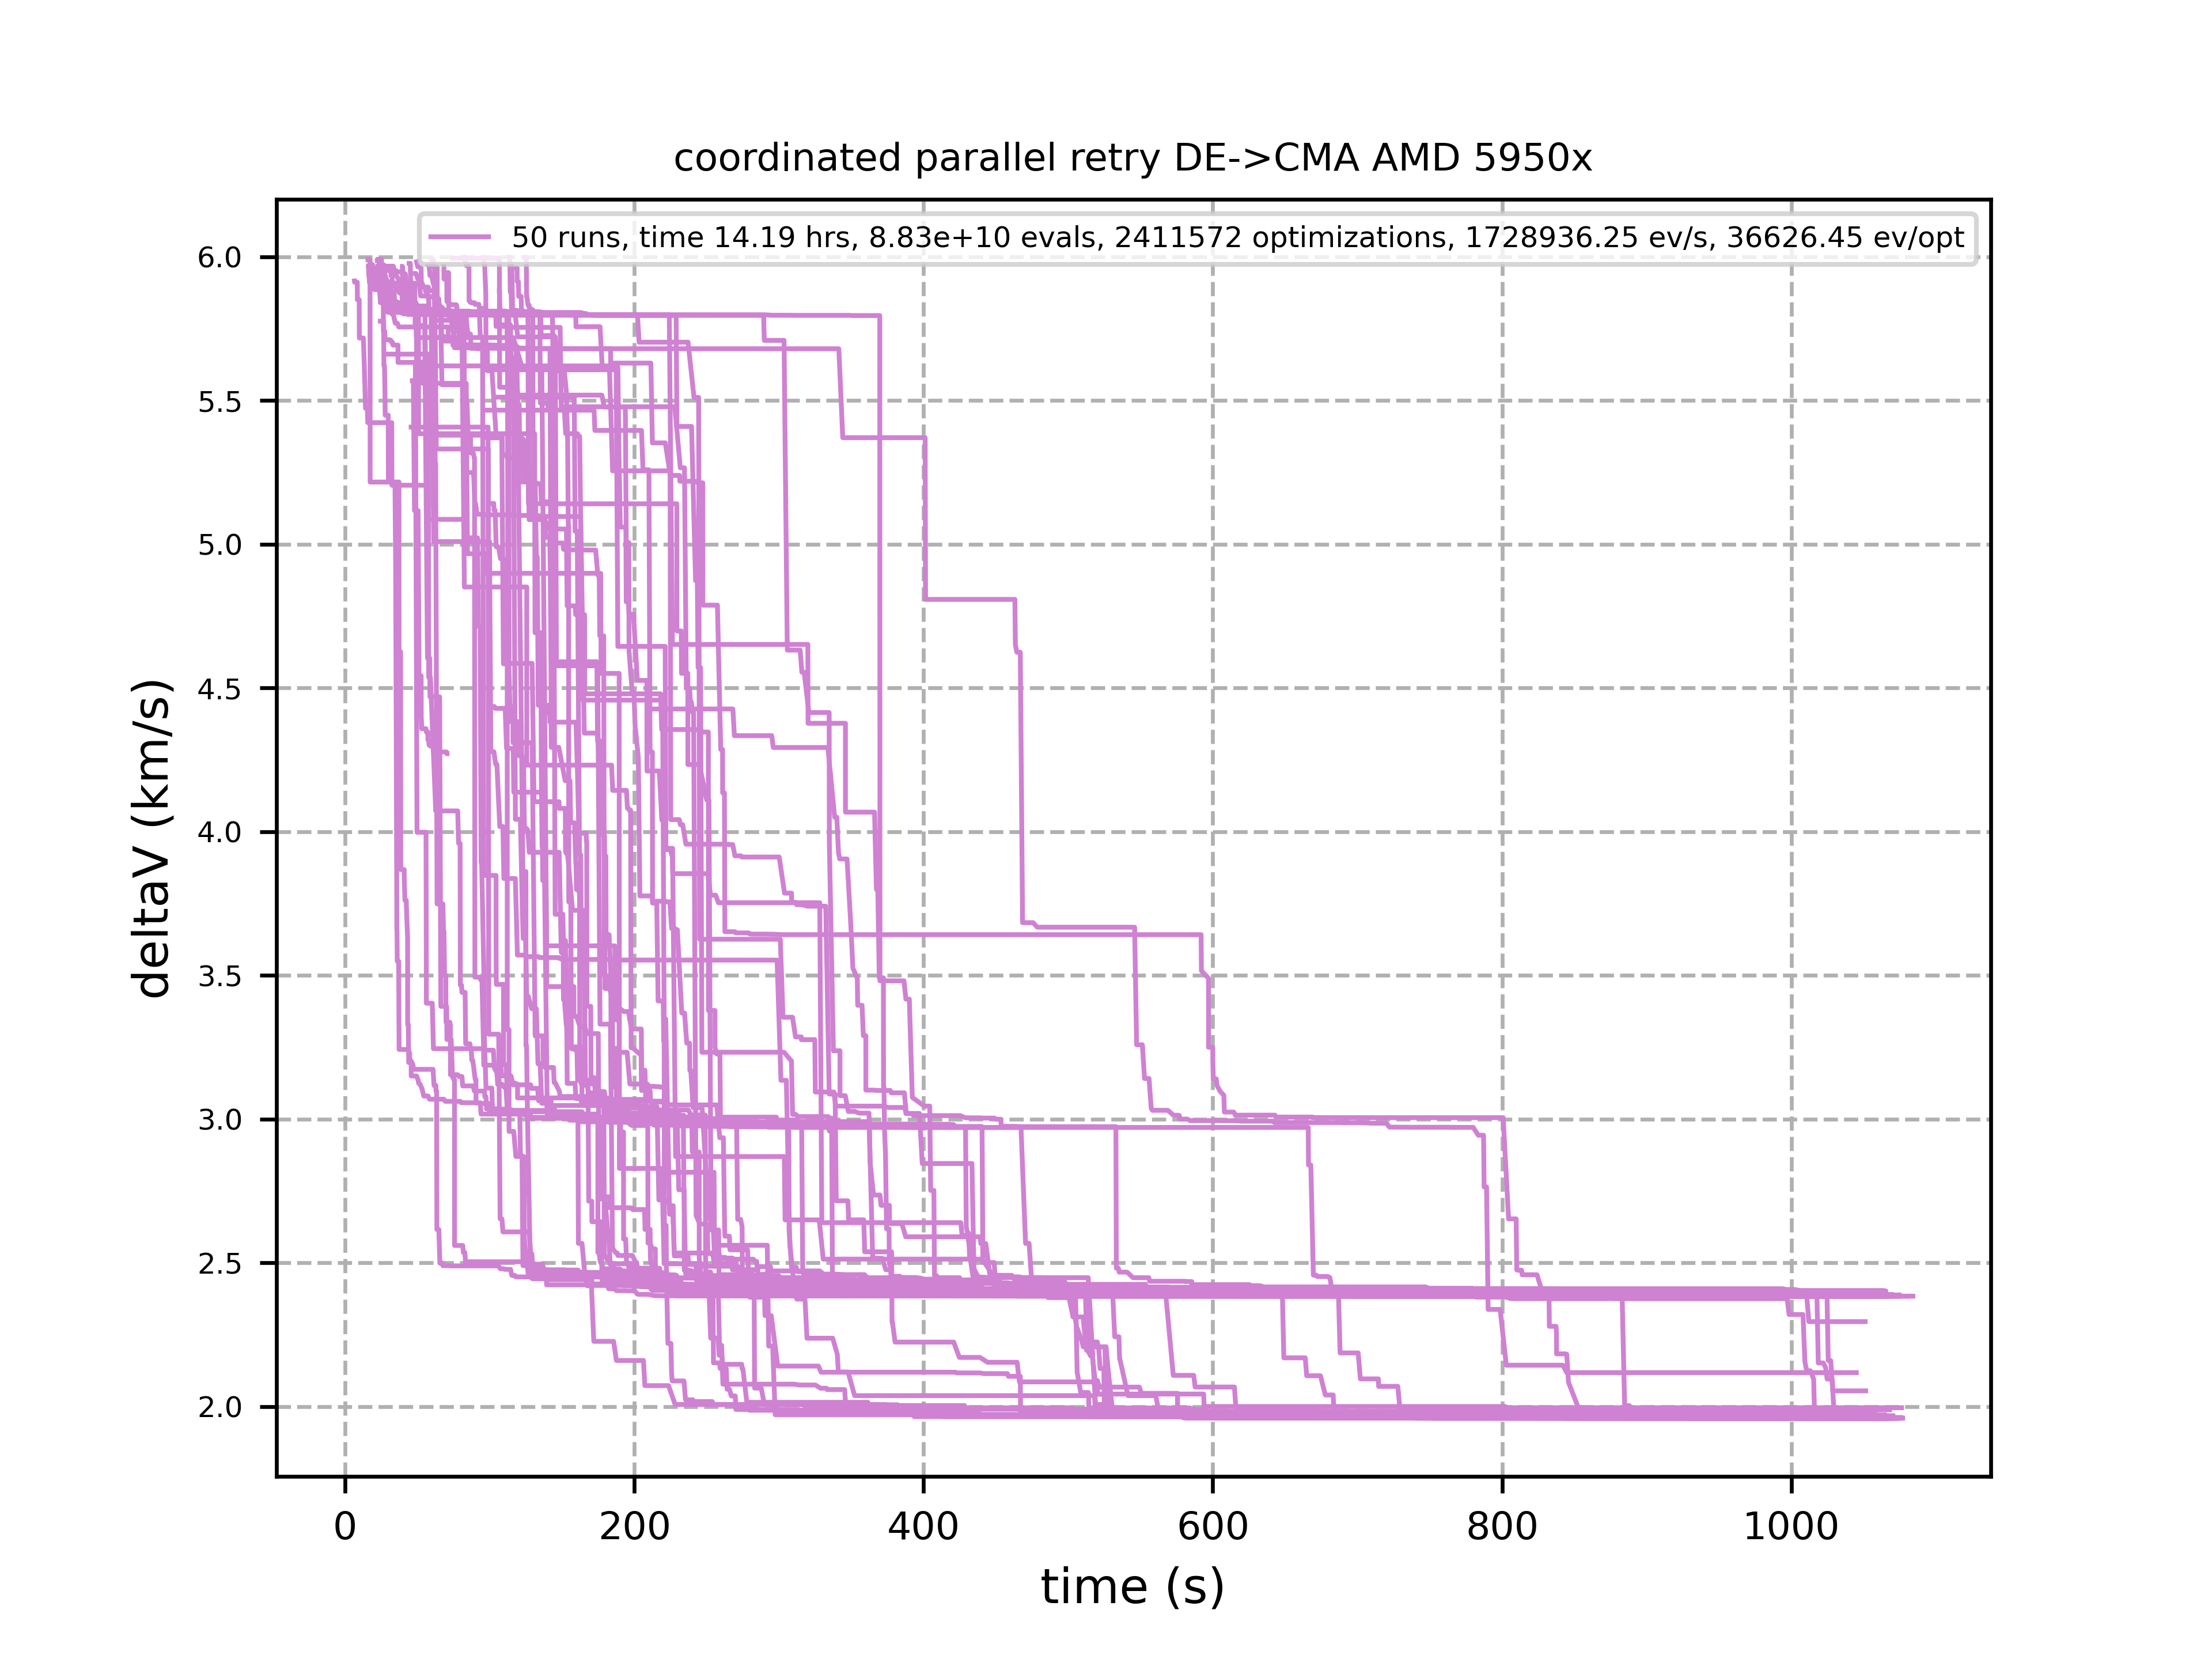 coordinated parallel retry DE->CMA AMD 5950x
50 runs, time 14.19 hrs, 8.83e+10 evals, 2411572 optimizations, 1728936.25 ev/s, 36626.45 ev/opt
6.0
5.5
5.0
4.5
4.0
3.5
3.0
2.5
2.0
deltaV (km/s)
0 200 400 600 800 1000
time (s)